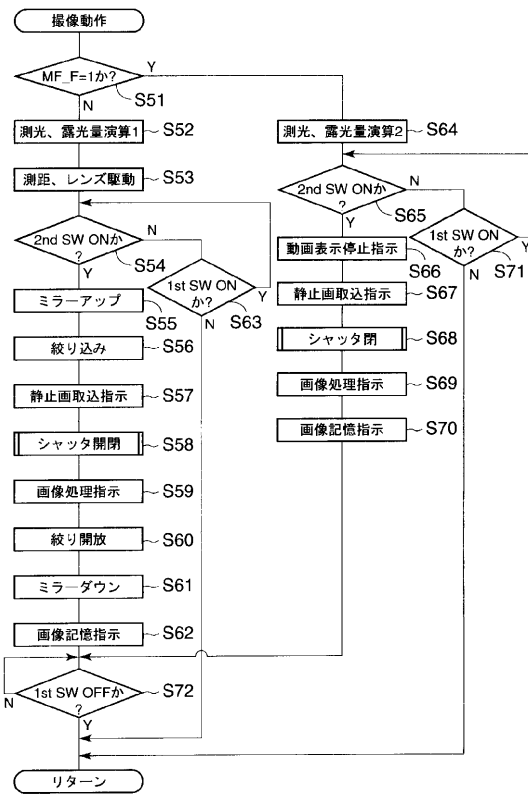 撮像動作
MF_F=1か?
Y
S51
N
測光、露光量演算1
S52
測距、レンズ駆動
S53
2nd SW ONか
?
N
S54
Y
1st SW ON
か?
Y
S63
N
ミラーアップ
S55
絞り込み
S56
静止画取込指示
S57
シャッタ開閉
S58
画像処理指示
S59
絞り開放
S60
ミラーダウン
S61
画像記憶指示
S62
1st SW OFFか
?
S72
N
Y
リターン
測光、露光量演算2
S64
2nd SW ONか
?
N
S65
Y
1st SW ON
か?
Y
S71
N
動画表示停止指示
S66
静止画取込指示
S67
シャッタ閉
S68
画像処理指示
S69
画像記憶指示
S70